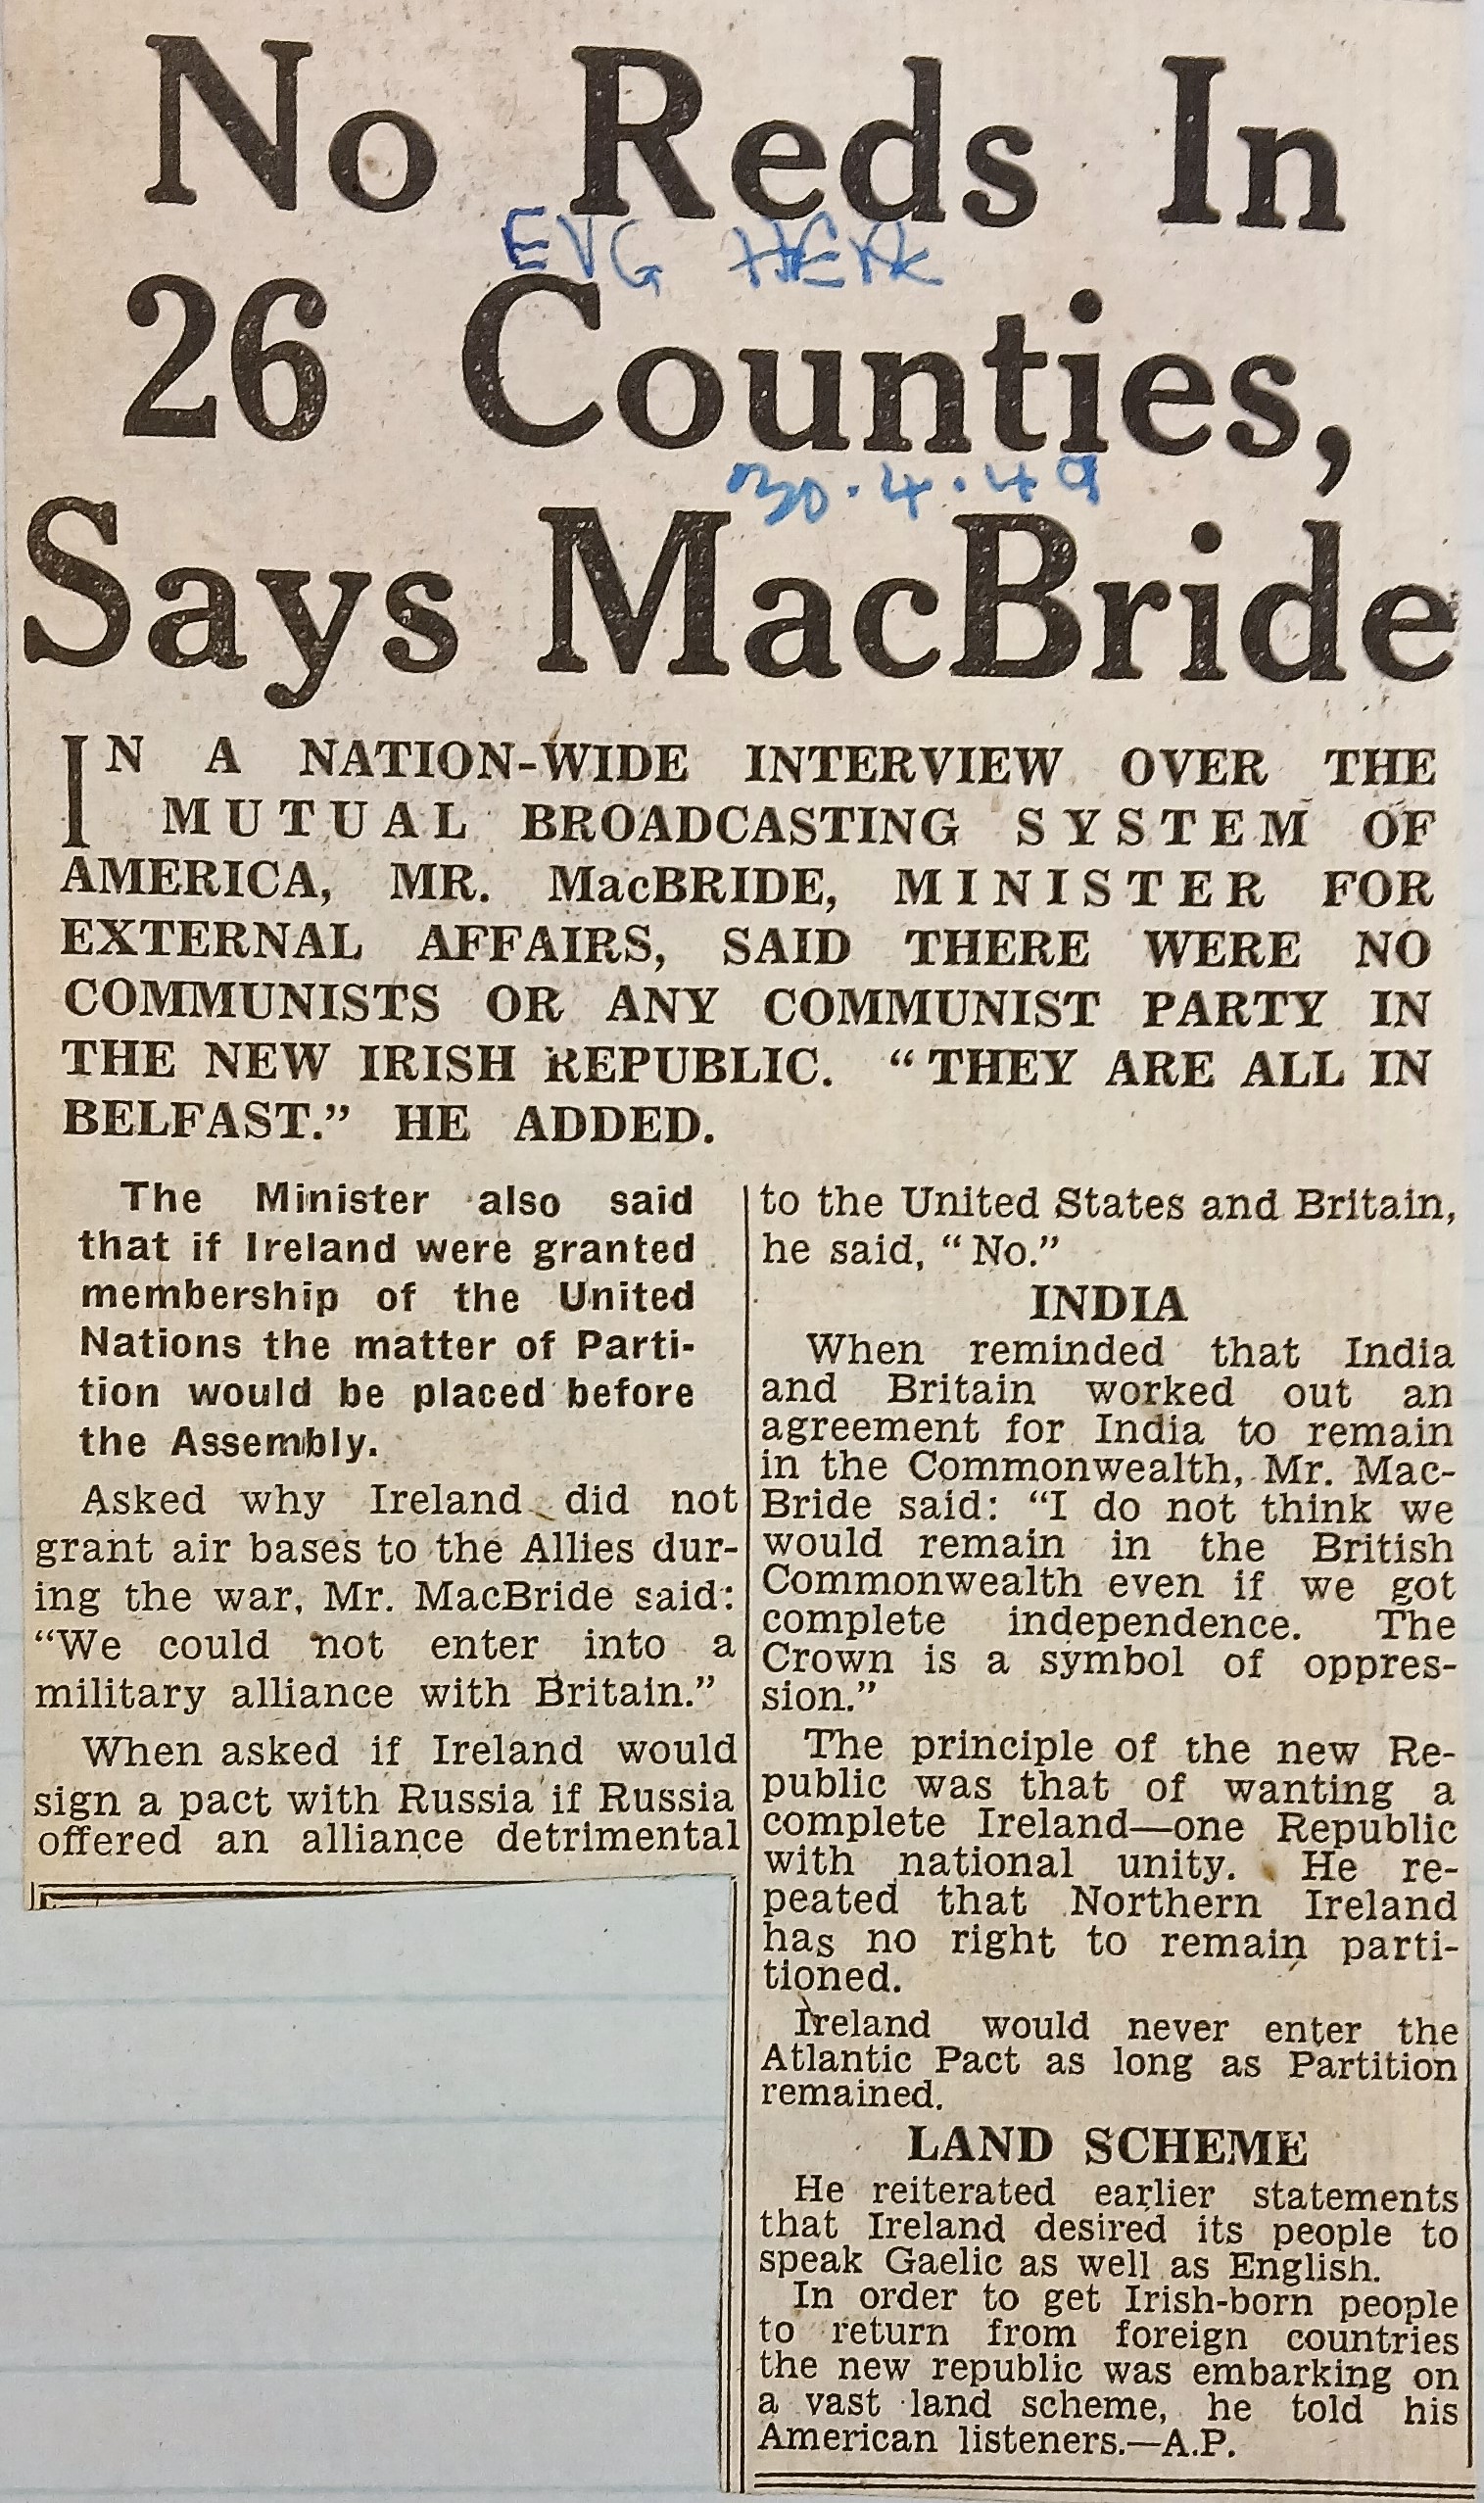 No Reds In
EVG HER
26 Counties,
30.4.49
Says MacBride
IN A NATION-WIDE INTERVIEW OVER THE
MUTUAL BROADCASTING SYSTEM OF
AMERICA, MR. MacBRIDE, MINISTER FOR
EXTERNAL AFFAIRS, SAID THERE WERE NO
COMMUNISTS OR ANY COMMUNIST PARTY IN
THE NEW IRISH REPUBLIC. “THEY ARE ALL IN
BELFAST.” HE ADDED.
The Minister also said
that if Ireland were granted
membership of the United
Nations the matter of Parti-
tion would be placed before
the Assembly.
Asked why Ireland did not
grant air bases to the Allies dur-
ing the war, Mr. MacBride said:
“We could not enter into a
military alliance with Britain.”
When asked if Ireland would
sign a pact with Russia if Russia
offered an alliance detrimental
to the United States and Britain,
he said, “No.”
INDIA
When reminded that India
and Britain worked out an
agreement for India to remain
in the Commonwealth, Mr. Mac-
Bride said: “I do not think we
would remain in the British
Commonwealth even if we got
complete independence. The
Crown is a symbol of oppres-
sion.”
The principle of the new Re-
public was that of wanting a
complete Ireland—one Republic
with national unity. He re-
peated that Northern Ireland
has no right to remain parti-
tioned.
Ireland would never enter the
Atlantic Pact as long as Partition
remained.
LAND SCHEME
He reiterated earlier statements
that Ireland desired its people to
speak Gaelic as well as English.
In order to get Irish-born people
to return from foreign countries
the new republic was embarking on
a vast land scheme, he told his
American listeners.—A.P.